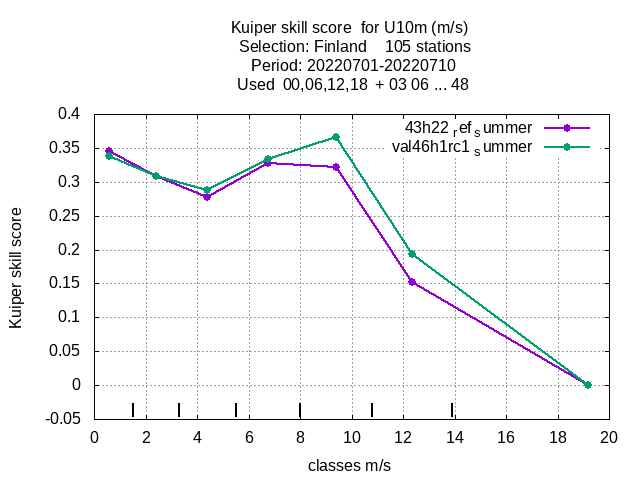 Kuiper skill score  for U10m (m/s)
Selection: Finland    105 stations
Period: 20220701-20220710
Used  00,06,12,18  + 03 06 ... 48
43h22_ref_summer
val46h1rc1_summer
Kuiper skill score
0.4
0.35
0.3
0.25
0.2
0.15
0.1
0.05
0
-0.05
0 2 4 6 8 10 12 14 16 18 20
classes m/s